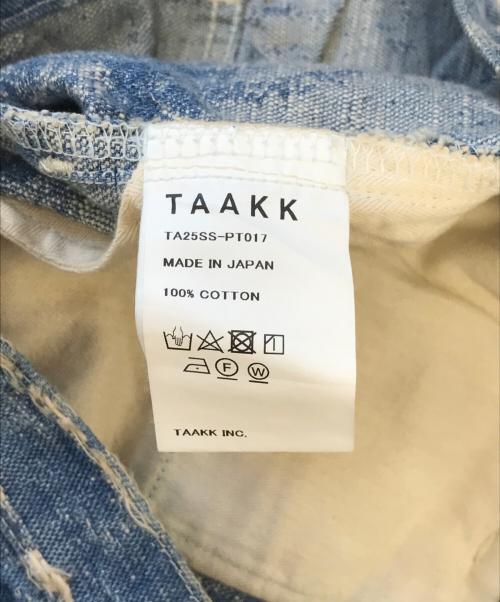 TAAKK
TA25SS-PT017
MADE IN JAPAN
100% COTTON
F W
TAAKK INC.